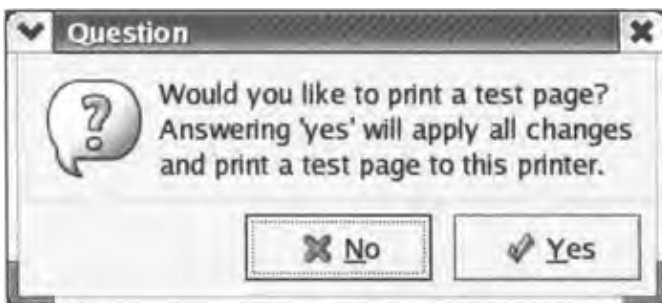 Question
Would you like to print a test page?
Answering 'yes' will apply all changes
and print a test page to this printer.
No
Yes